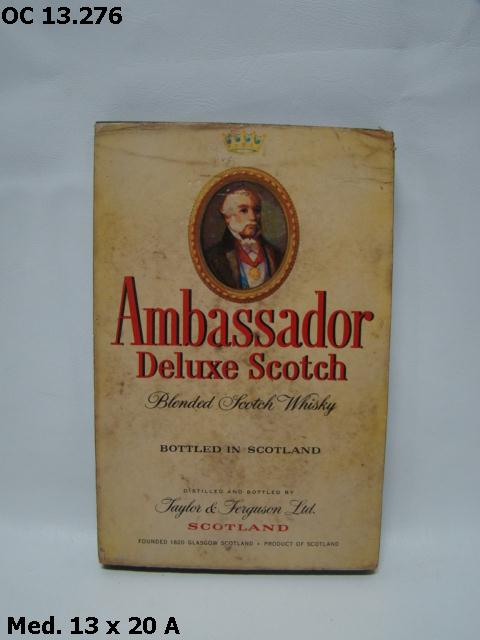 OC 13.276
Ambassador
Deluxe Scotch
Blended Scotch Whisky
BOTTLED IN SCOTLAND
DISTILLED AND BOTTLED BY
Taylor & Ferguson Ltd.
SCOTLAND
FOUNDED 1820 GLASGOW SCOTLAND • PRODUCT OF SCOTLAND
Med. 13 x 20 A